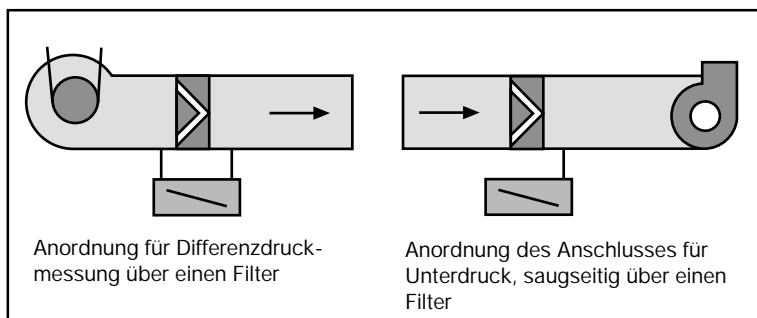 Anordnung für Differenzdruck-
messung über einen Filter
Anordnung des Anschlusses für
Unterdruck, saugseitig über einen
Filter